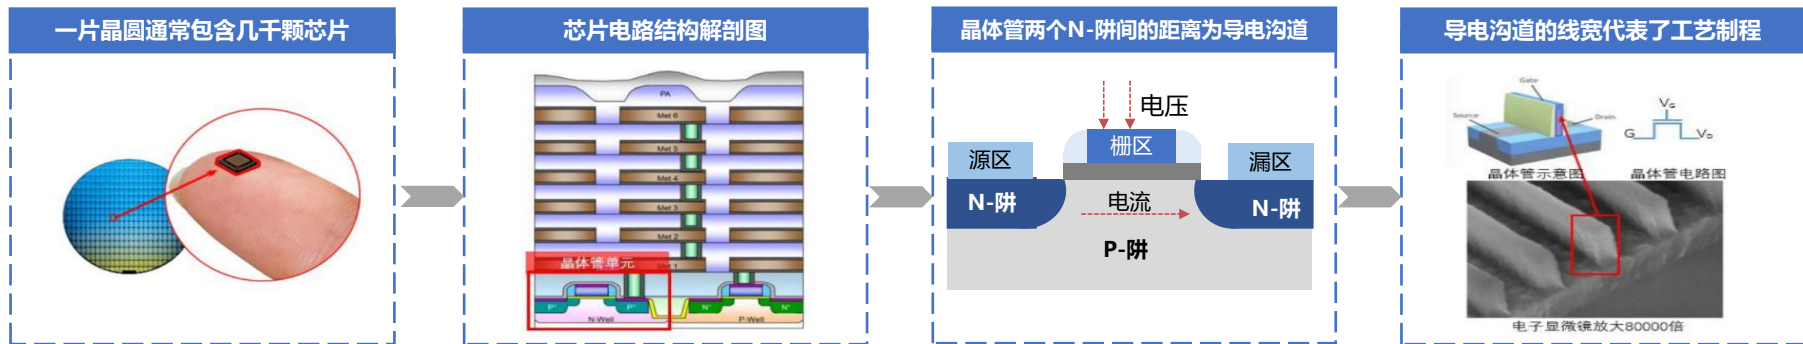 一片晶圆通常包含几千颗芯片
芯片电路结构解剖图
PA
Met 6
Met 5
Met 4
Met 3
Met 2
Met 1
晶体管单元
P⁺
P⁺
N⁺
N⁺
N-Well
P-Well
晶体管两个N-阱间的距离为导电沟道
电压
源区
栅区
漏区
N-阱
电流
N-阱
P-阱
导电沟道的线宽代表了工艺制程
Gate
Source
Drain
V_G
G
V_D
晶体管示意图
晶体管电路图
电子显微镜放大80000倍